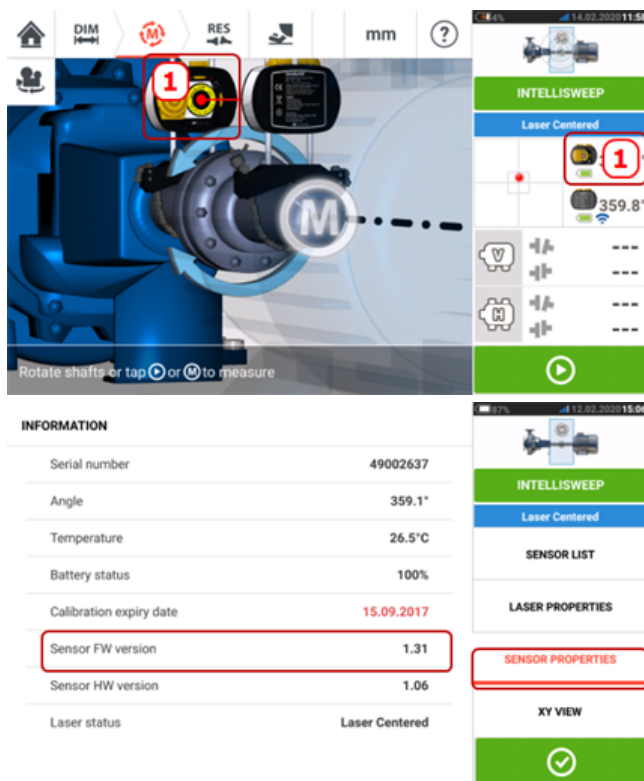 DIM
M
RES
mm
?
1
M
Rotate shafts or tap or M to measure
14.02.2020 11:58
INTELLISWEEP
Laser Centered
1
359.8°
V
---
---
H
---
---
INFORMATION
Serial number 49002637
Angle 359.1°
Temperature 26.5°C
Battery status 100%
Calibration expiry date 15.09.2017
Sensor FW version 1.31
Sensor HW version 1.06
Laser status Laser Centered
87% 12.02.2020 15:06
INTELLISWEEP
Laser Centered
SENSOR LIST
LASER PROPERTIES
SENSOR PROPERTIES
XY VIEW